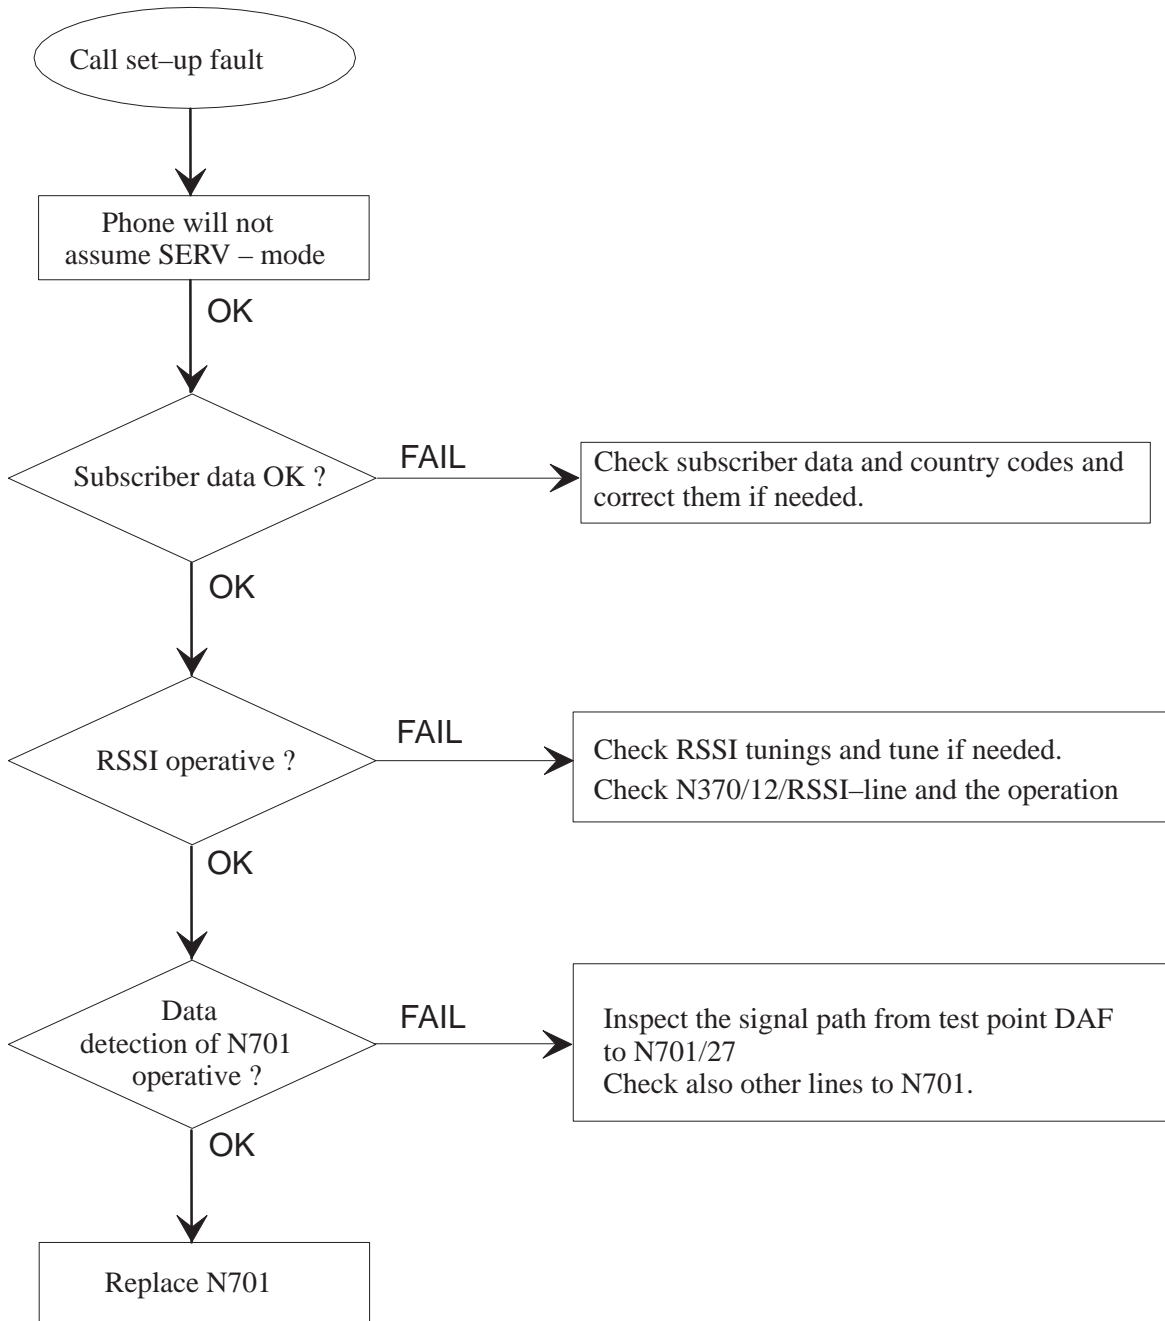 Call set–up fault
Phone will not
assume SERV – mode
OK
Subscriber data OK ?
FAIL
Check subscriber data and country codes and
correct them if needed.
OK
RSSI operative ?
FAIL
Check RSSI tunings and tune if needed.
Check N370/12/RSSI–line and the operation
OK
Data
detection of N701
operative ?
FAIL
Inspect the signal path from test point DAF
to N701/27
Check also other lines to N701.
OK
Replace N701